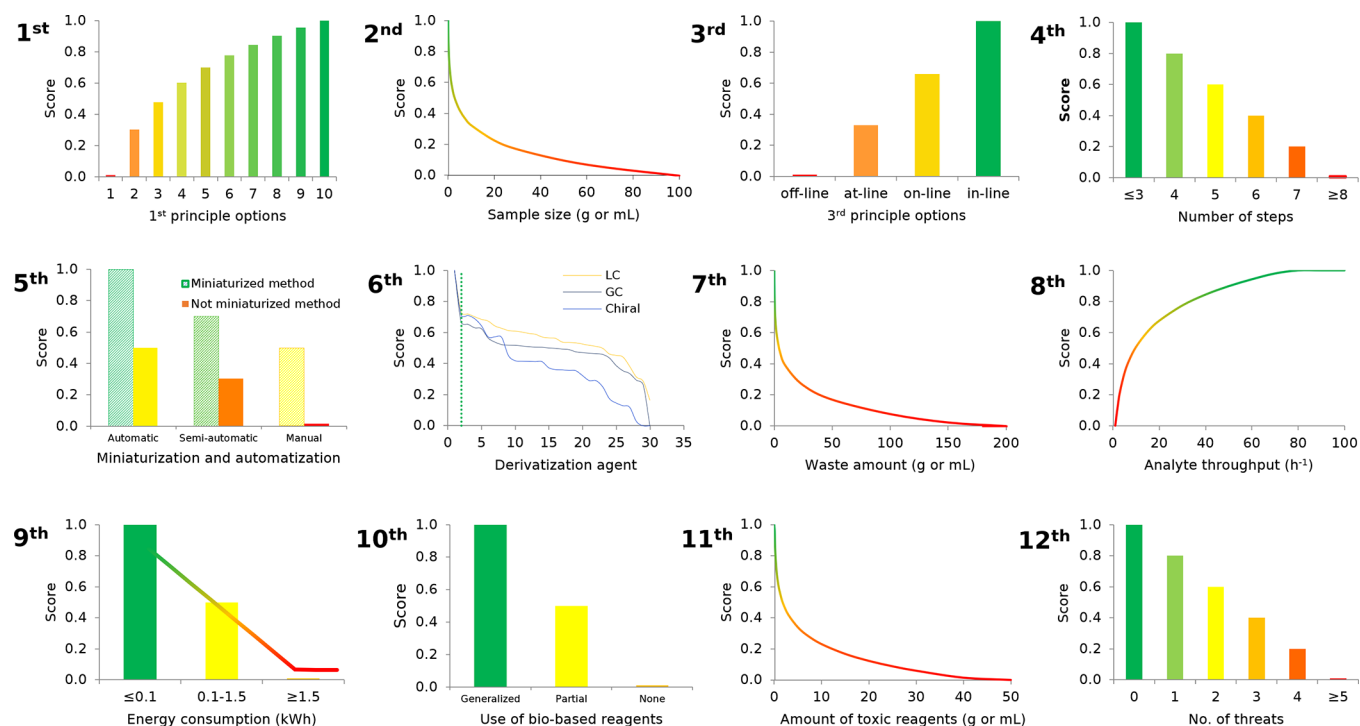 1st
Score
1.0
0.8
0.6
0.4
0.2
0.0
1 2 3 4 5 6 7 8 9 10
1st principle options
2nd
Score
1.0
0.8
0.6
0.4
0.2
0.0
0 20 40 60 80 100
Sample size (g or mL)
3rd
Score
1.0
0.8
0.6
0.4
0.2
0.0
off-line at-line on-line in-line
3rd principle options
4th
Score
1.0
0.8
0.6
0.4
0.2
0.0
≤3 4 5 6 7 ≥8
Number of steps
5th
Score
1.0
0.8
0.6
0.4
0.2
0.0
Miniaturized method
Not miniaturized method
Automatic Semi-automatic Manual
Miniaturization and automatization
6th
Score
1.0
0.8
0.6
0.4
0.2
0.0
LC
GC
Chiral
0 5 10 15 20 25 30 35
Derivatization agent
7th
Score
1.0
0.8
0.6
0.4
0.2
0.0
0 50 100 150 200
Waste amount (g or mL)
8th
Score
1.0
0.8
0.6
0.4
0.2
0.0
0 20 40 60 80 100
Analyte throughput (h-1)
9th
Score
1.0
0.8
0.6
0.4
0.2
0.0
≤0.1 0.1-1.5 ≥1.5
Energy consumption (kWh)
10th
Score
1.0
0.8
0.6
0.4
0.2
0.0
Generalized Partial None
Use of bio-based reagents
11th
Score
1.0
0.8
0.6
0.4
0.2
0.0
0 10 20 30 40 50
Amount of toxic reagents (g or mL)
12th
Score
1.0
0.8
0.6
0.4
0.2
0.0
0 1 2 3 4 ≥5
No. of threats